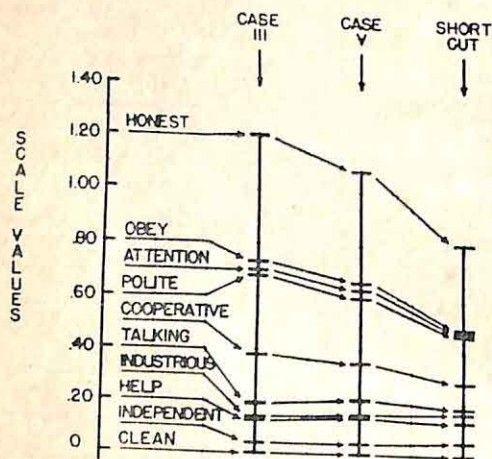 CASE III
CASE V
SHORT CUT
SCALE VALUES
1.40
1.20
1.00
.80
.60
.40
.20
0
HONEST
OBEY
ATTENTION
POLITE
COOPERATIVE
TALKING
INDUSTRIOUS
HELP
INDEPENDENT
CLEAN